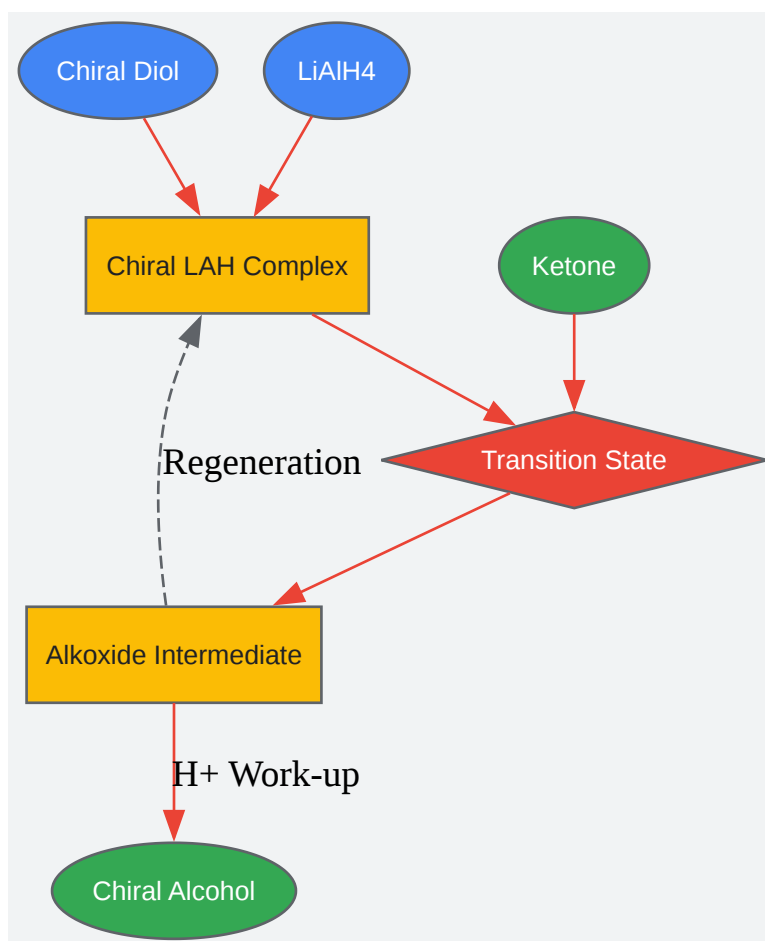 Chiral Diol
LiAlH4
Chiral LAH Complex
Ketone
Regeneration
Transition State
Alkoxide Intermediate
H+ Work-up
Chiral Alcohol